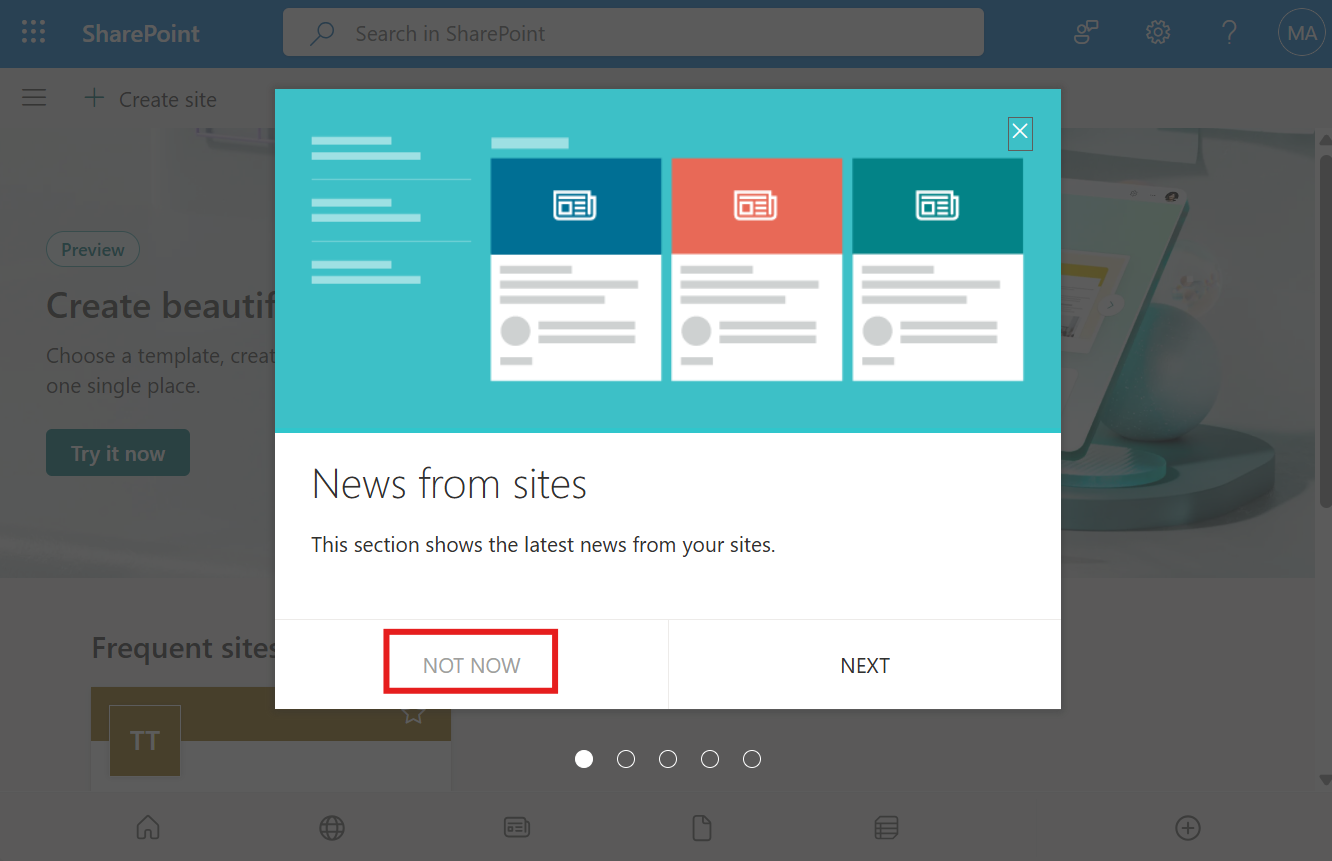 SharePoint
Search in SharePoint
?
MA
+ Create site
Preview
Create beautif
Choose a template, creat
one single place.
Try it now
News from sites
This section shows the latest news from your sites.
NOT NOW
NEXT
Frequent sites
TT